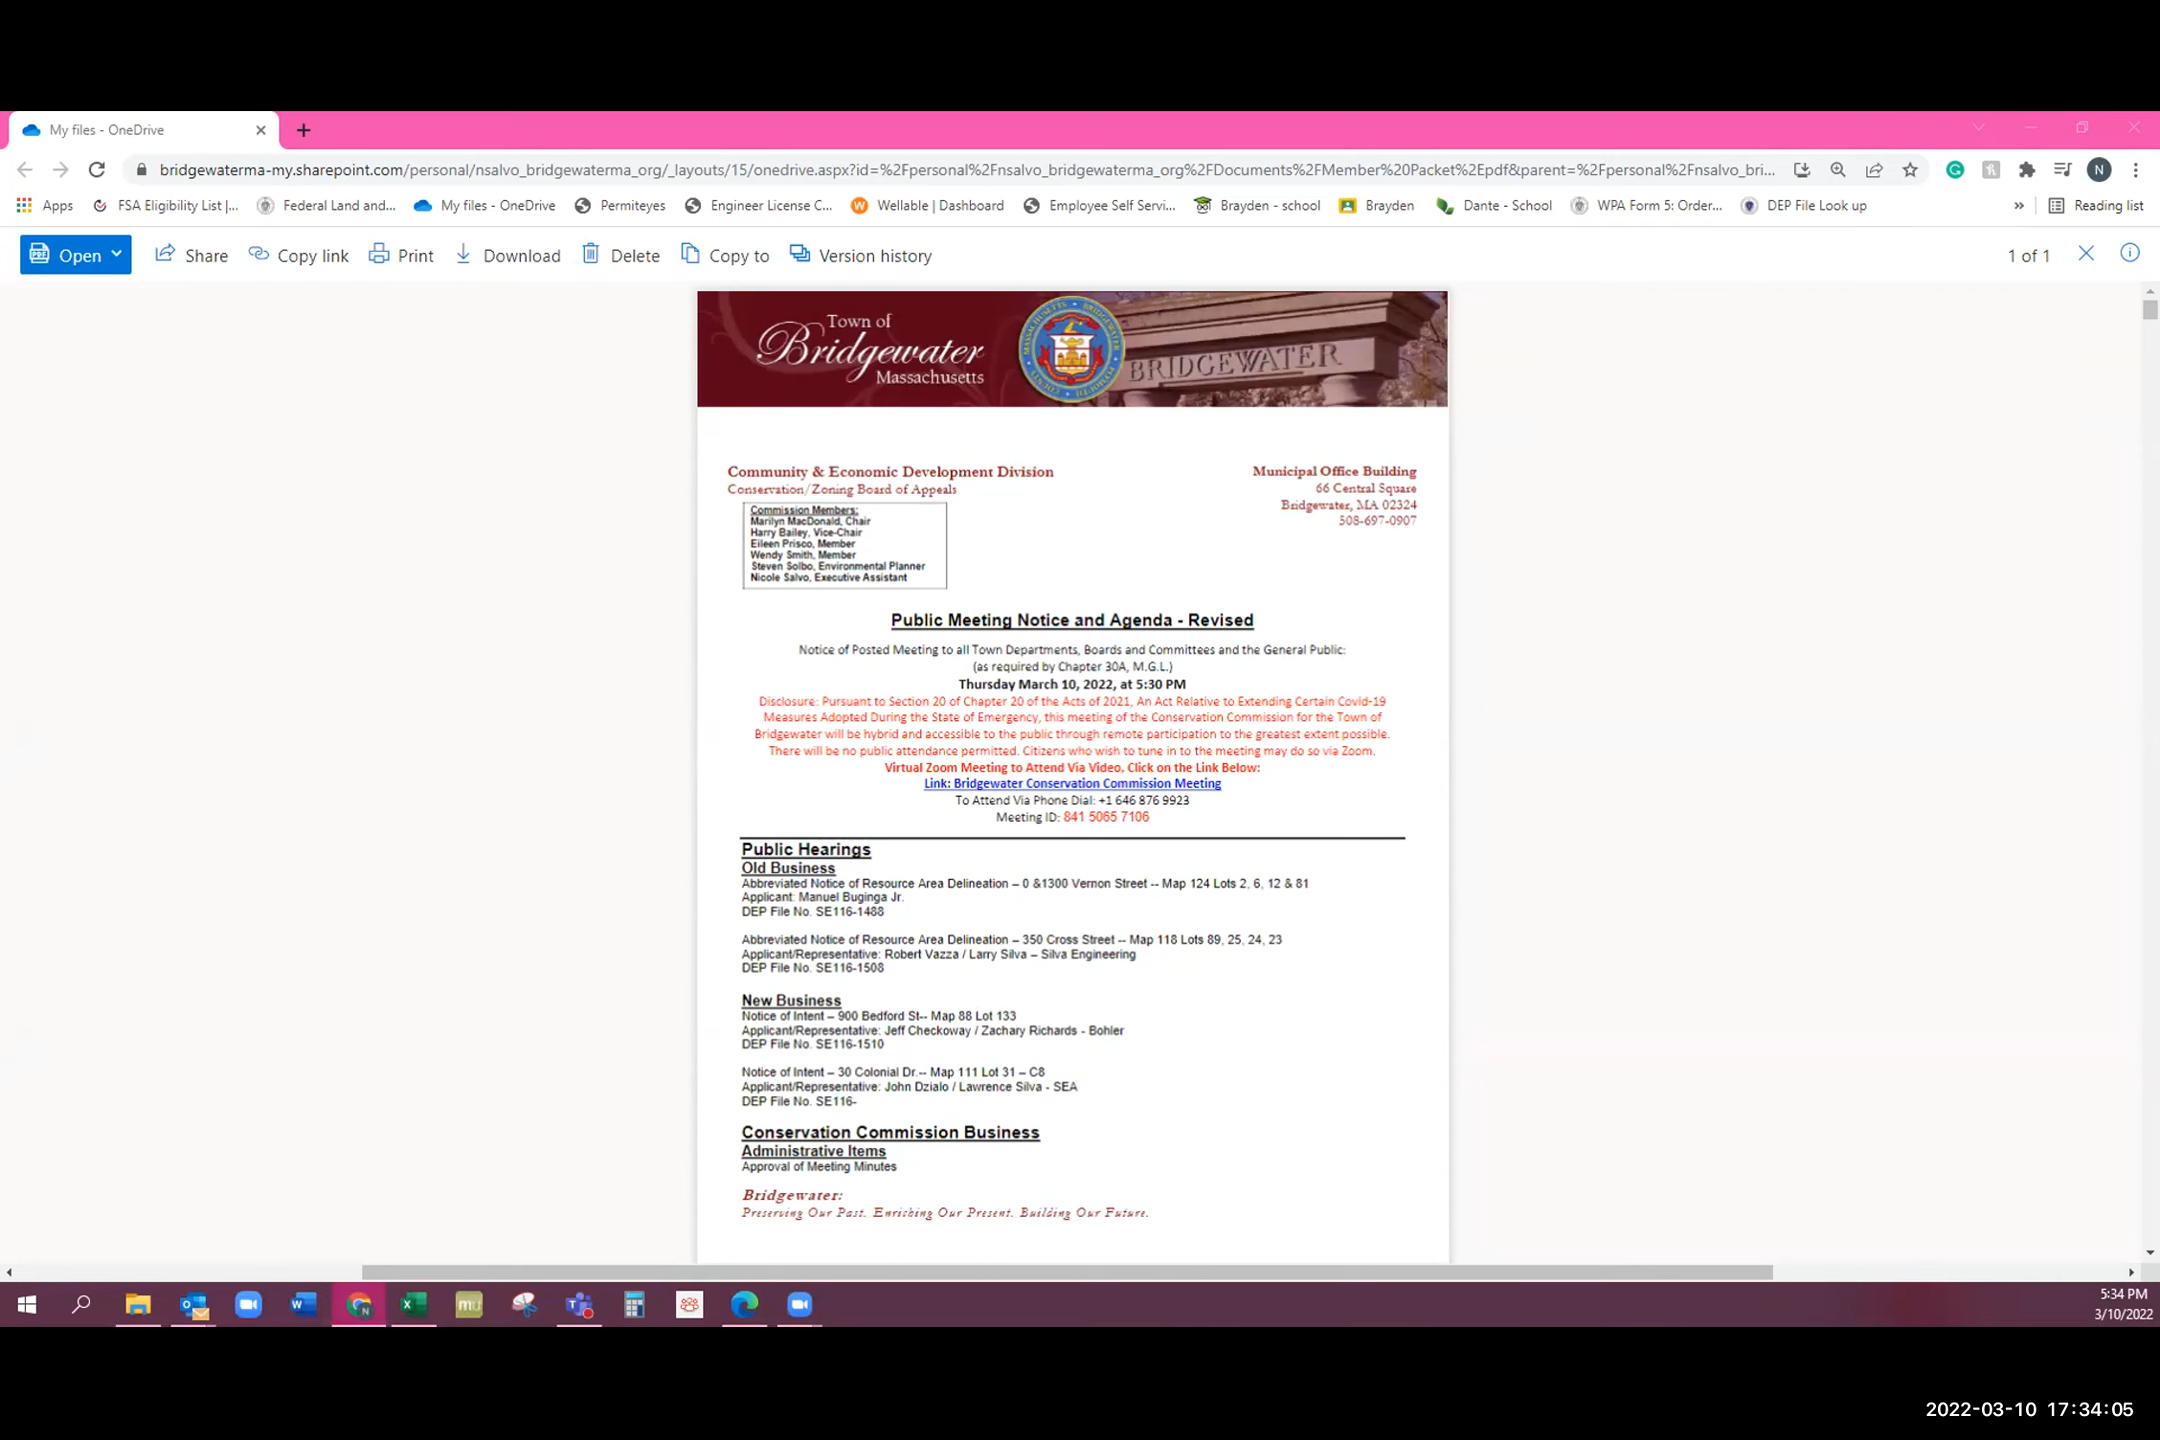 My files - OneDrive
bridgewaterma-my.sharepoint.com/personal/nsalvo_bridgewaterma_org/_layouts/15/onedrive.aspx?id=%2Fpersonal%2Fnsalvo_bridgewaterma_org%2FDocuments%2FMember%20Packet%2Epdf&parent=%2Fpersonal%2Fnsalvo_bri...
N
Apps FSA Eligibility List |... Federal Land and... My files - OneDrive Permiteyes Engineer License C... Wellable | Dashboard Employee Self Servi... Brayden - school Brayden Dante - School WPA Form 5: Order... DEP File Look up » Reading list
Open Share Copy link Print Download Delete Copy to Version history 1 of 1
Town of
Bridgewater
Massachusetts
BRIDGEWATER
Community & Economic Development Division
Conservation/Zoning Board of Appeals
Municipal Office Building
66 Central Square
Bridgewater, MA 02324
508-697-0907
Commission Members:
Marilyn MacDonald, Chair
Harry Bailey, Vice-Chair
Eileen Prisco, Member
Wendy Smith, Member
Steven Solbo, Environmental Planner
Nicole Salvo, Executive Assistant
Public Meeting Notice and Agenda - Revised
Notice of Posted Meeting to all Town Departments, Boards and Committees and the General Public:
(as required by Chapter 30A, M.G.L.)
Thursday March 10, 2022, at 5:30 PM
Disclosure: Pursuant to Section 20 of Chapter 20 of the Acts of 2021, An Act Relative to Extending Certain Covid-19
Measures Adopted During the State of Emergency, this meeting of the Conservation Commission for the Town of
Bridgewater will be hybrid and accessible to the public through remote participation to the greatest extent possible.
There will be no public attendance permitted. Citizens who wish to tune in to the meeting may do so via Zoom.
Virtual Zoom Meeting to Attend Via Video, Click on the Link Below:
Link: Bridgewater Conservation Commission Meeting
To Attend Via Phone Dial: +1 646 876 9923
Meeting ID: 841 5065 7106
Public Hearings
Old Business
Abbreviated Notice of Resource Area Delineation – 0 &1300 Vernon Street -- Map 124 Lots 2, 6, 12 & 81
Applicant: Manuel Buginga Jr.
DEP File No. SE116-1488
Abbreviated Notice of Resource Area Delineation – 350 Cross Street -- Map 118 Lots 89, 25, 24, 23
Applicant/Representative: Robert Vazza / Larry Silva – Silva Engineering
DEP File No. SE116-1508
New Business
Notice of Intent – 900 Bedford St-- Map 88 Lot 133
Applicant/Representative: Jeff Checkoway / Zachary Richards - Bohler
DEP File No. SE116-1510
Notice of Intent – 30 Colonial Dr.-- Map 111 Lot 31 – C8
Applicant/Representative: John Dzialo / Lawrence Silva - SEA
DEP File No. SE116-
Conservation Commission Business
Administrative Items
Approval of Meeting Minutes
Bridgewater:
Preserving Our Past. Enriching Our Present. Building Our Future.
5:34 PM
3/10/2022
2022-03-10 17:34:05